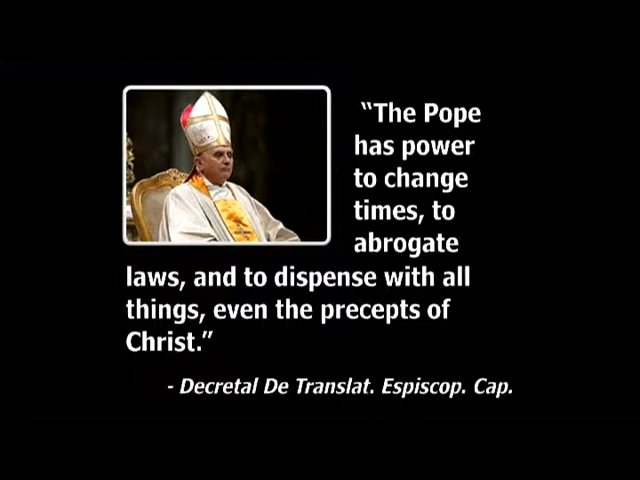 “The Pope
has power
to change
times, to
abrogate
laws, and to dispense with all
things, even the precepts of
Christ.”
- Decretal De Translat. Espiscop. Cap.